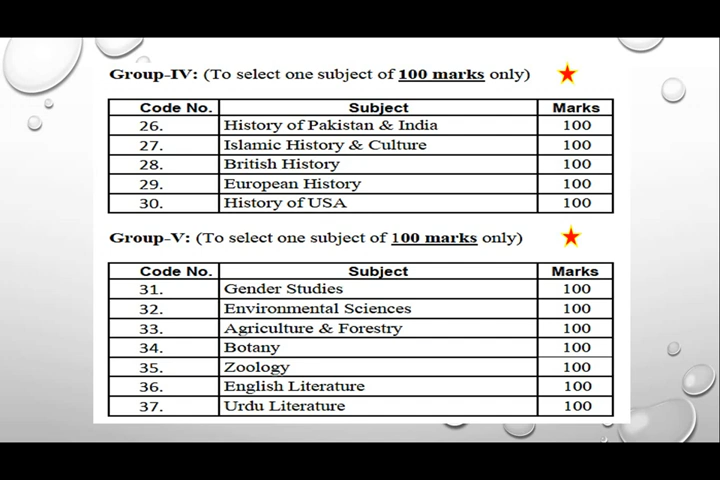 Group-IV: (To select one subject of 100 marks only)
Code No. Subject Marks
26. History of Pakistan & India 100
27. Islamic History & Culture 100
28. British History 100
29. European History 100
30. History of USA 100
Group-V: (To select one subject of 100 marks only)
Code No. Subject Marks
31. Gender Studies 100
32. Environmental Sciences 100
33. Agriculture & Forestry 100
34. Botany 100
35. Zoology 100
36. English Literature 100
37. Urdu Literature 100